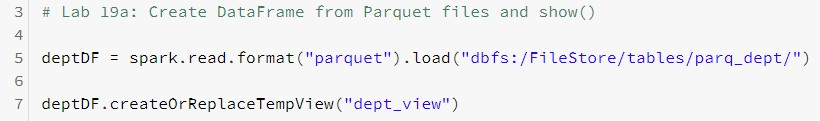 3 # Lab 19a: Create DataFrame from Parquet files and show()
4
5 deptDF = spark.read.format("parquet").load("dbfs:/FileStore/tables/parq_dept/")
6
7 deptDF.createOrReplaceTempView("dept_view")